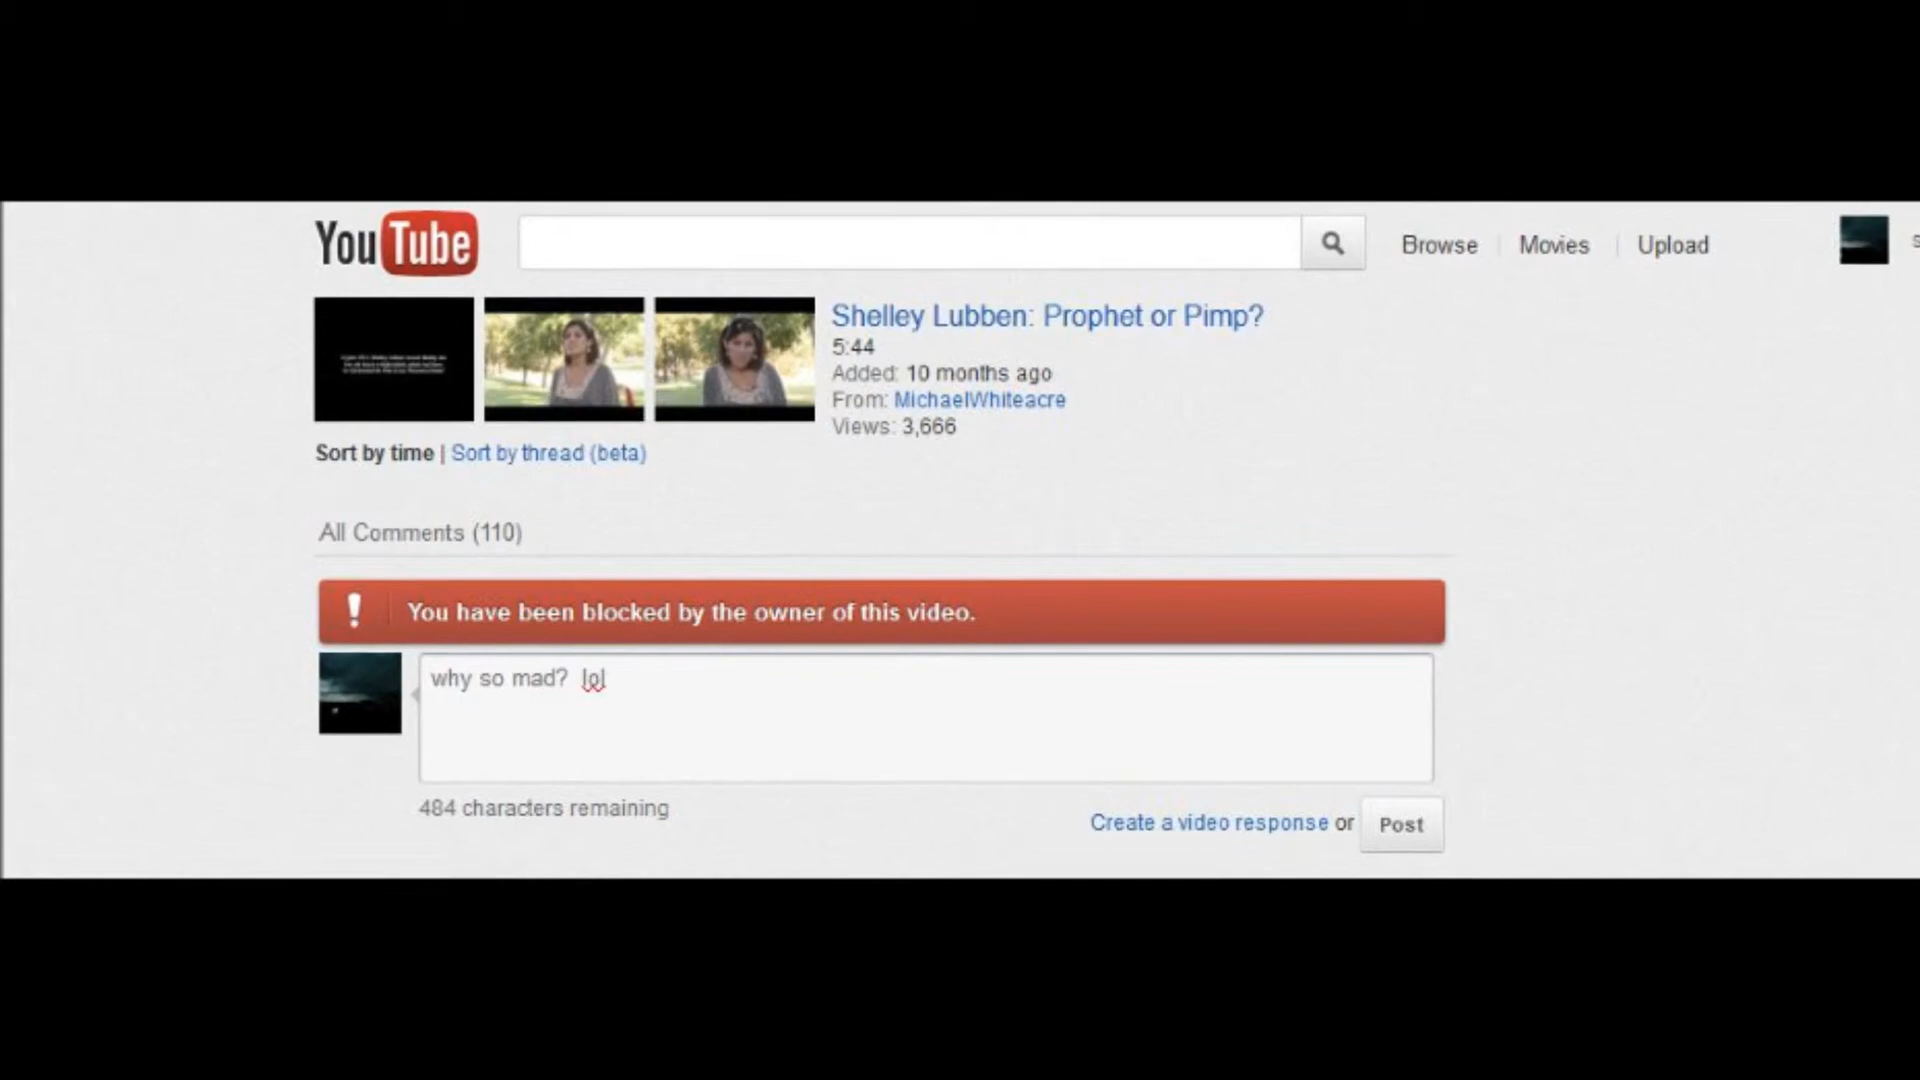 YouTube
Browse
Movies
Upload
Shelley Lubben: Prophet or Pimp?
5:44
Added: 10 months ago
From: MichaelWhiteacre
Views: 3,666
Sort by time | Sort by thread (beta)
All Comments (110)
! You have been blocked by the owner of this video.
why so mad? lol
484 characters remaining
Create a video response or
Post